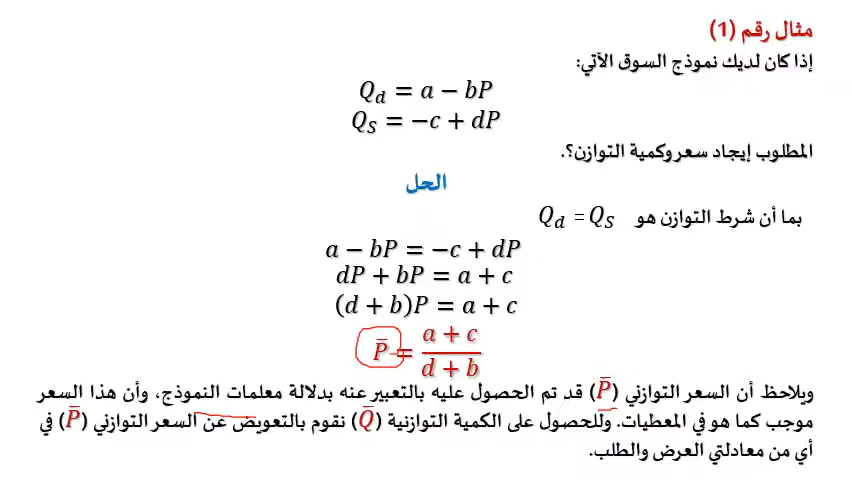 مثال رقم (1)
إذا كان لديك نموذج السوق الآتي:
Q_d = a − bP
Q_S = −c + dP
المطلوب إيجاد سعر وكمية التوازن؟.
الحل
بما أن شرط التوازن هو Q_d = Q_S
a − bP = −c + dP
dP + bP = a + c
(d + b)P = a + c
P̄ = (a + c)/(d + b)
ويلاحظ أن السعر التوازني (P̄) قد تم الحصول عليه بالتعبير عنه بدلالة معلمات النموذج، وأن هذا السعر
موجب كما هو في المعطيات. وللحصول على الكمية التوازنية (Q̄) نقوم بالتعويض عن السعر التوازني (P̄) في
أي من معادلتي العرض والطلب.